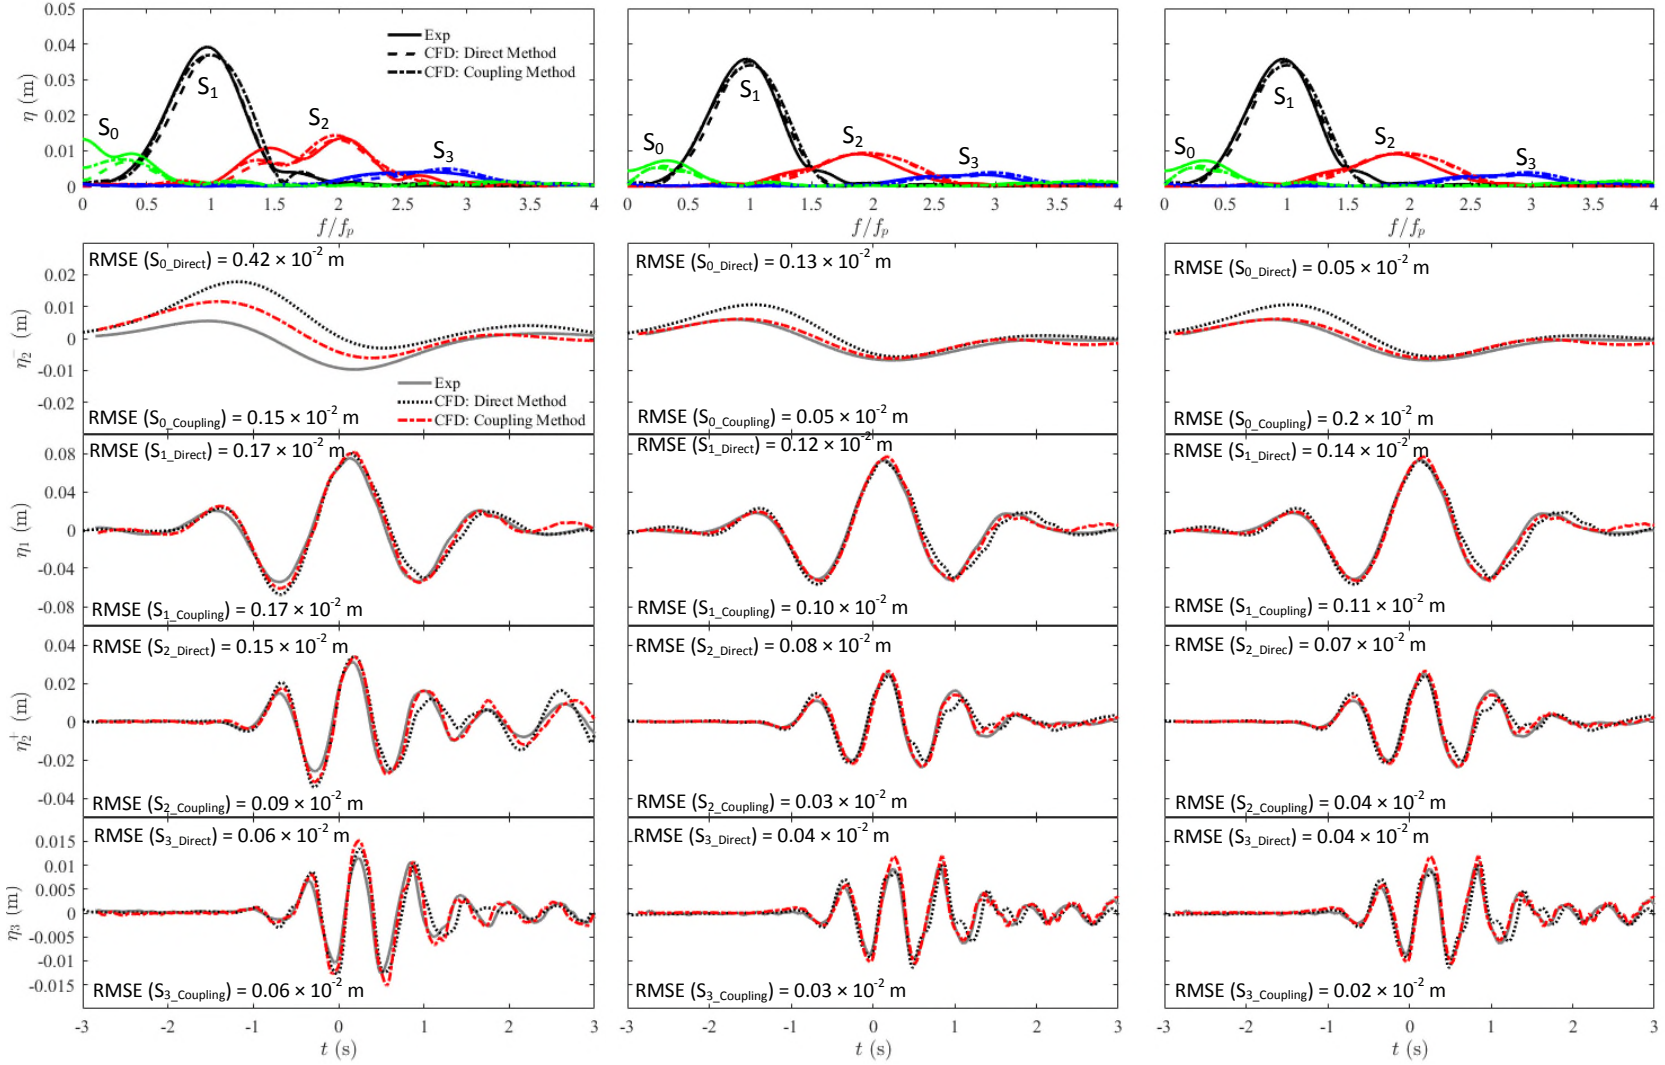 0.05
0.04
0.03
0.02
0.01
0
η (m)
Exp
CFD: Direct Method
CFD: Coupling Method
S0
S1
S2
S3
0 0.5 1 1.5 2 2.5 3 3.5 4
f/fp
S0
S1
S2
S3
0 0.5 1 1.5 2 2.5 3 3.5 4
f/fp
S0
S1
S2
S3
0 0.5 1 1.5 2 2.5 3 3.5 4
f/fp
0.02
0.01
0
-0.01
-0.02
η2− (m)
RMSE (S0_Direct) = 0.42 × 10-2 m
Exp
CFD: Direct Method
CFD: Coupling Method
RMSE (S0_Coupling) = 0.15 × 10-2 m
RMSE (S0_Direct) = 0.13 × 10-2 m
RMSE (S0_Coupling) = 0.05 × 10-2 m
RMSE (S0_Direct) = 0.05 × 10-2 m
RMSE (S0_Coupling) = 0.2 × 10-2 m
0.08
0.04
0
-0.04
-0.08
η1 (m)
RMSE (S1_Direct) = 0.17 × 10-2 m
RMSE (S1_Coupling) = 0.17 × 10-2 m
RMSE (S1_Direct) = 0.12 × 10-2 m
RMSE (S1_Coupling) = 0.10 × 10-2 m
RMSE (S1_Direct) = 0.14 × 10-2 m
RMSE (S1_Coupling) = 0.11 × 10-2 m
0.04
0.02
0
-0.02
-0.04
η2+ (m)
RMSE (S2_Direct) = 0.15 × 10-2 m
RMSE (S2_Coupling) = 0.09 × 10-2 m
RMSE (S2_Direct) = 0.08 × 10-2 m
RMSE (S2_Coupling) = 0.03 × 10-2 m
RMSE (S2_Direc) = 0.07 × 10-2 m
RMSE (S2_Coupling) = 0.04 × 10-2 m
0.015
0.01
0.005
0
-0.005
-0.01
-0.015
η3 (m)
RMSE (S3_Direct) = 0.06 × 10-2 m
RMSE (S3_Coupling) = 0.06 × 10-2 m
RMSE (S3_Direct) = 0.04 × 10-2 m
RMSE (S3_Coupling) = 0.03 × 10-2 m
RMSE (S3_Direct) = 0.04 × 10-2 m
RMSE (S3_Coupling) = 0.02 × 10-2 m
-3 -2 -1 0 1 2 3
t (s)
-3 -2 -1 0 1 2 3
t (s)
-3 -2 -1 0 1 2 3
t (s)